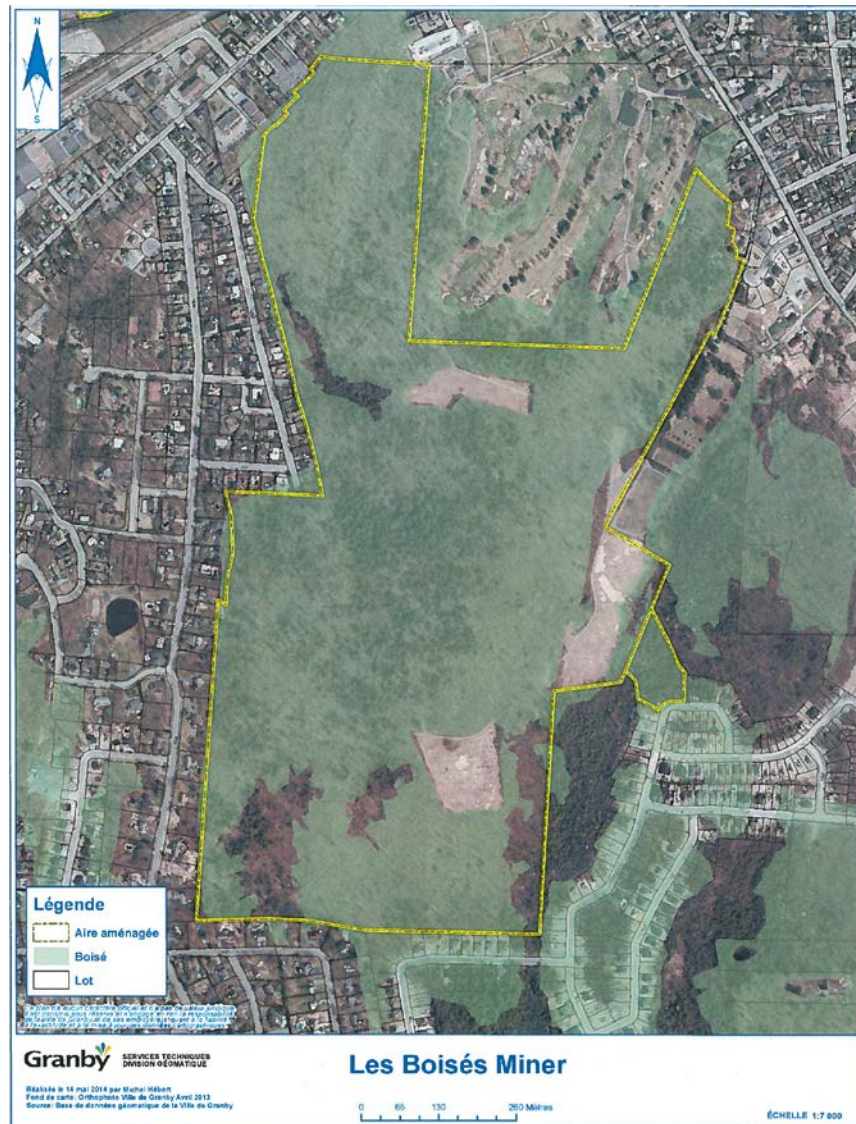 N
S
Légende
Aire aménagée
Boisé
Lot
Granby
SERVICES TECHNIQUES
DIVISION GÉOMATIQUE
Les Boisés Miner
Réalisée le 14 mai 2014 par Michel Hébert
Fond de carte: Orthophoto Ville de Granby Avril 2013
Source: Base de données géomatique de la Ville de Granby
0 65 130 260 Mètres
ÉCHELLE 1:7 000